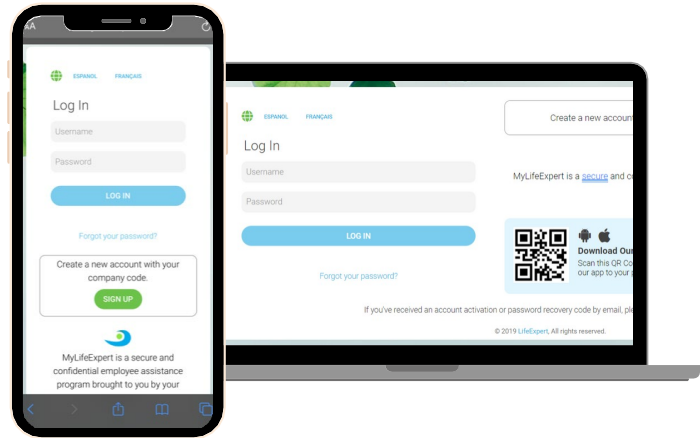 AA
ESPANOL FRANÇAIS
Log In
Username
Password
LOG IN
Forgot your password?
Create a new account with your
company code.
SIGN UP
MyLifeExpert is a secure and
confidential employee assistance
program brought to you by your
ESPANOL FRANÇAIS
Log In
Username
Password
LOG IN
Forgot your password?
Create a new account
MyLifeExpert is a secure and
Download Our
Scan this QR
our app to your
If you've received an account activation or password recovery code by email,
© 2019 LifeExpert, All rights reserved.